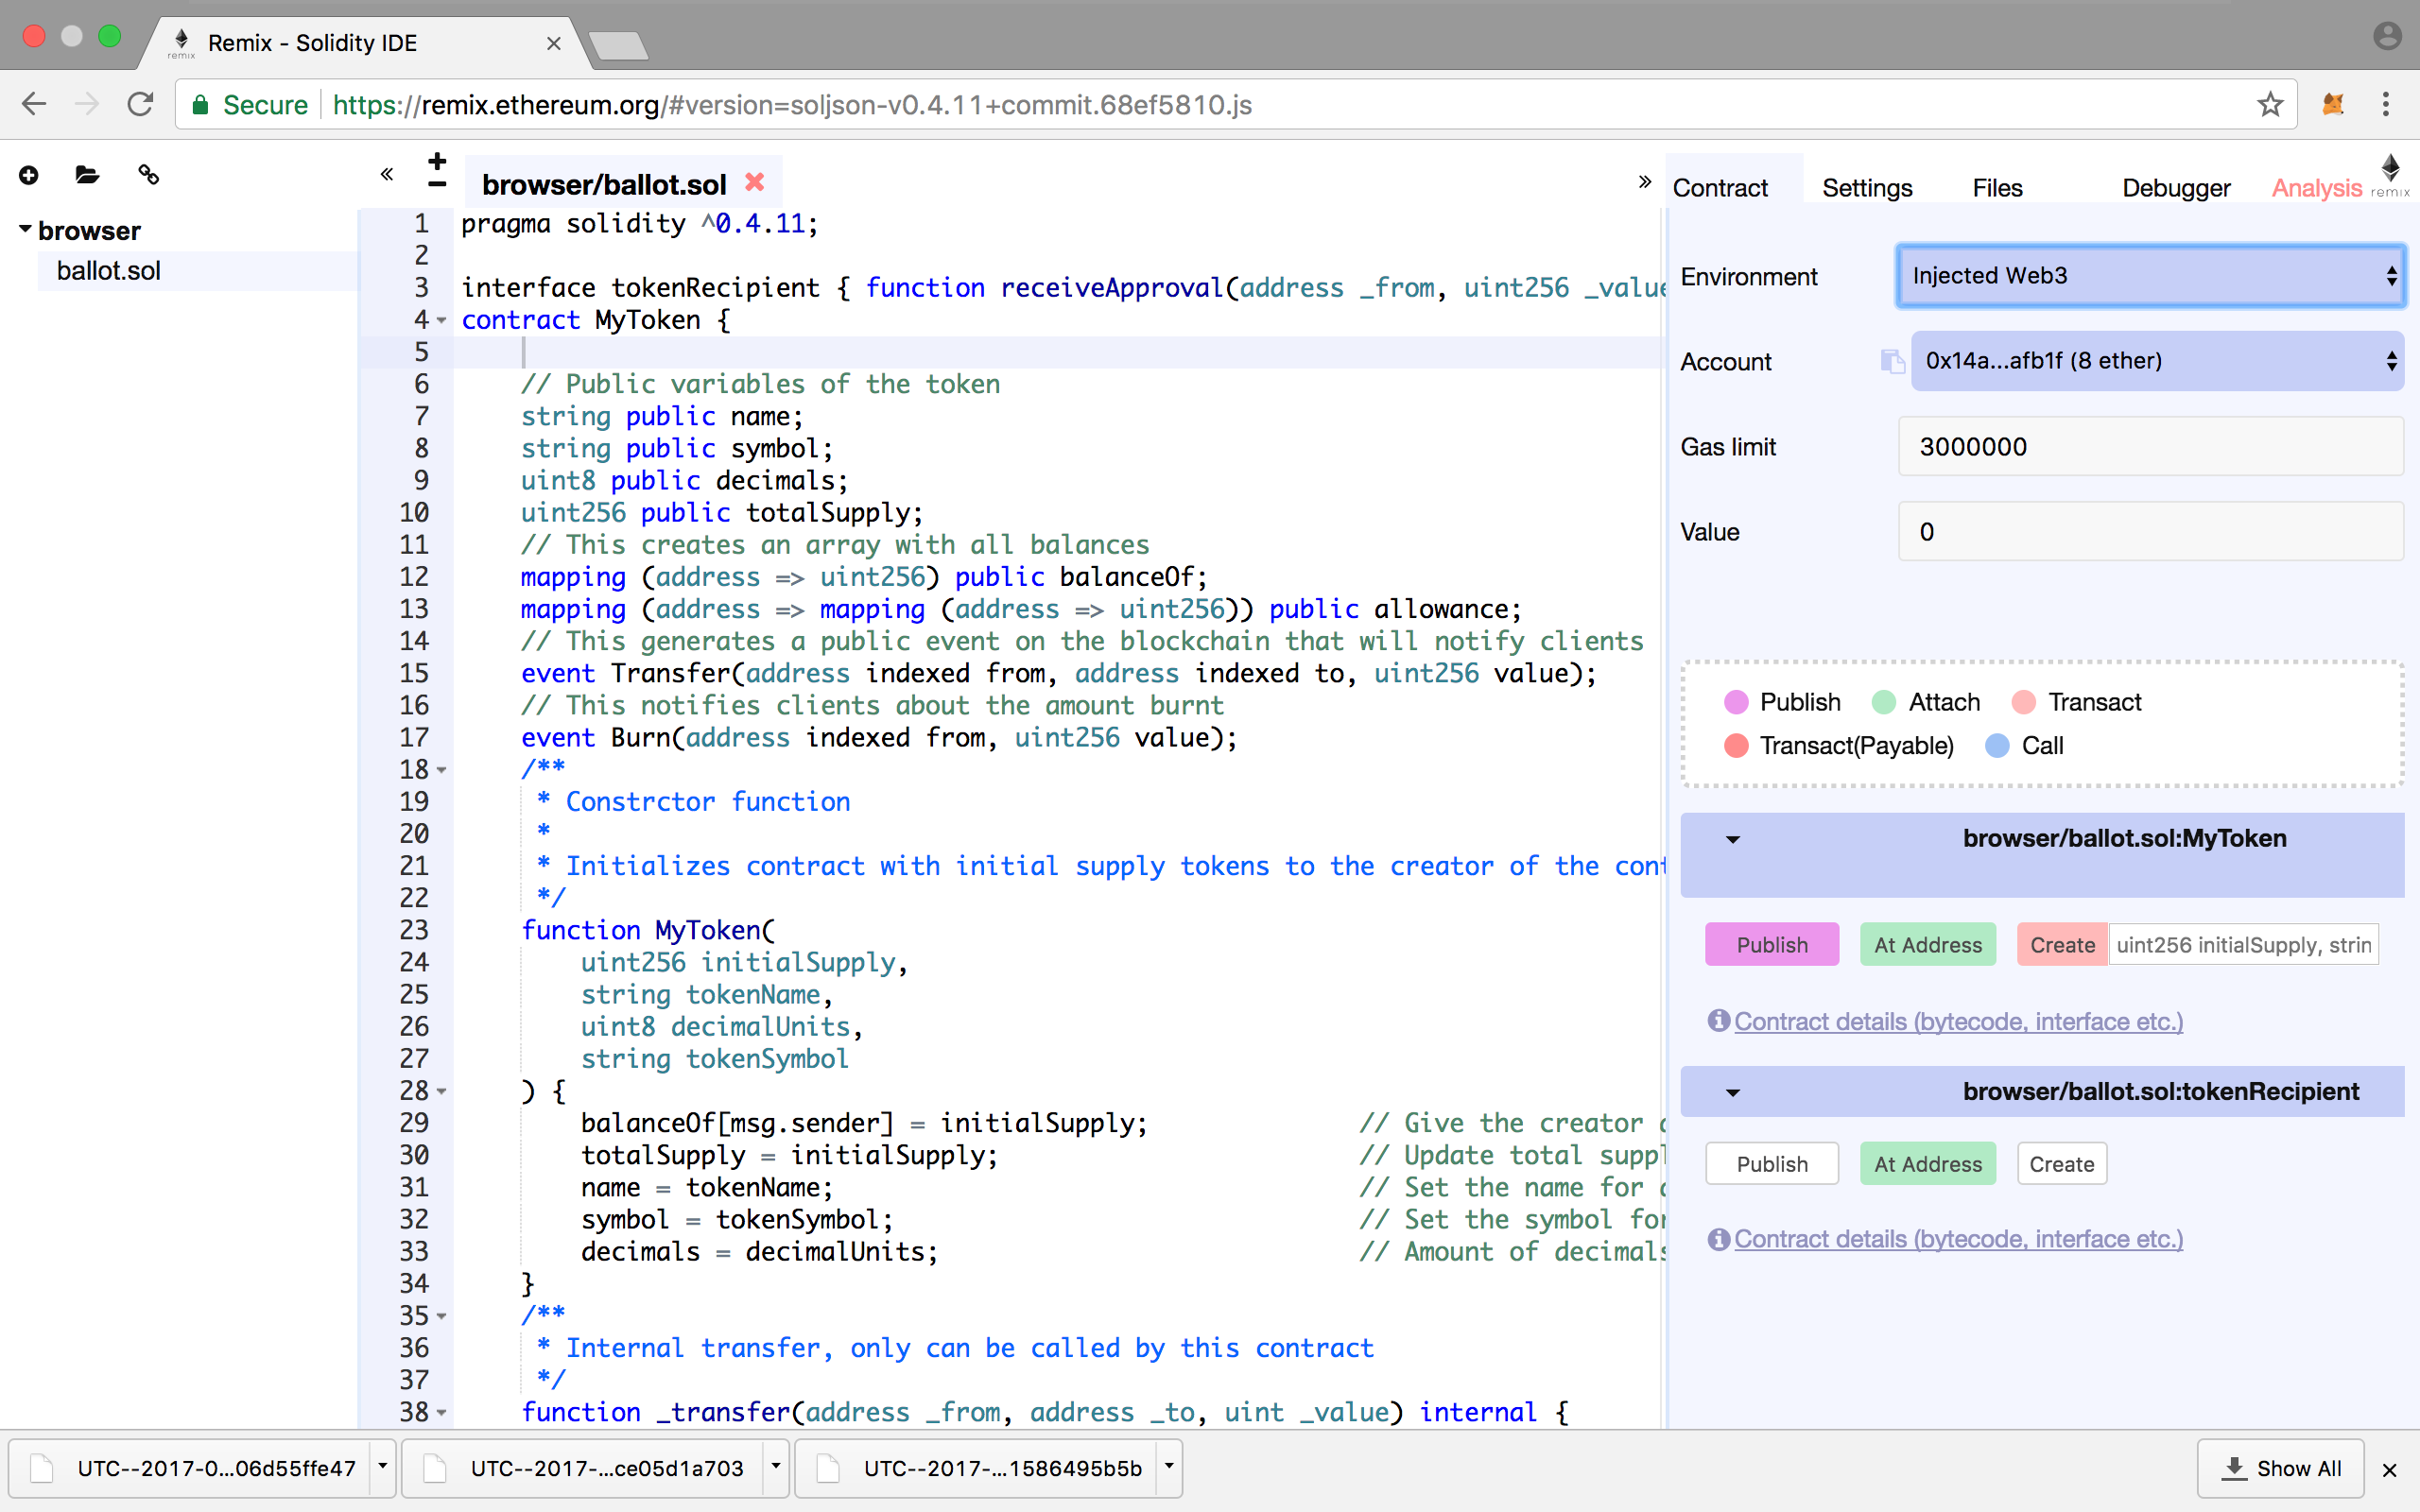 remix
Remix - Solidity IDE
Secure https://remix.ethereum.org/#version=soljson-v0.4.11+commit.68ef5810.js
browser
ballot.sol
browser/ballot.sol
1 pragma solidity ^0.4.11;
2
3 interface tokenRecipient { function receiveApproval(address _from, uint256 _value
4 contract MyToken {
5
6 // Public variables of the token
7 string public name;
8 string public symbol;
9 uint8 public decimals;
10 uint256 public totalSupply;
11 // This creates an array with all balances
12 mapping (address => uint256) public balanceOf;
13 mapping (address => mapping (address => uint256)) public allowance;
14 // This generates a public event on the blockchain that will notify clients
15 event Transfer(address indexed from, address indexed to, uint256 value);
16 // This notifies clients about the amount burnt
17 event Burn(address indexed from, uint256 value);
18 /**
19 * Constrctor function
20 *
21 * Initializes contract with initial supply tokens to the creator of the cont
22 */
23 function MyToken(
24 uint256 initialSupply,
25 string tokenName,
26 uint8 decimalUnits,
27 string tokenSymbol
28 ) {
29 balanceOf[msg.sender] = initialSupply; // Give the creator
30 totalSupply = initialSupply; // Update total suppl
31 name = tokenName; // Set the name for
32 symbol = tokenSymbol; // Set the symbol for
33 decimals = decimalUnits; // Amount of decimals
34 }
35 /**
36 * Internal transfer, only can be called by this contract
37 */
38 function _transfer(address _from, address _to, uint _value) internal {
Contract Settings Files Debugger Analysis remix
Environment Injected Web3
Account 0x14a...afb1f (8 ether)
Gas limit 3000000
Value 0
Publish Attach Transact
Transact(Payable) Call
browser/ballot.sol:MyToken
Publish At Address Create uint256 initialSupply, strin
Contract details (bytecode, interface etc.)
browser/ballot.sol:tokenRecipient
Publish At Address Create
Contract details (bytecode, interface etc.)
UTC--2017-0...06d55ffe47 UTC--2017-...ce05d1a703 UTC--2017-...1586495b5b Show All